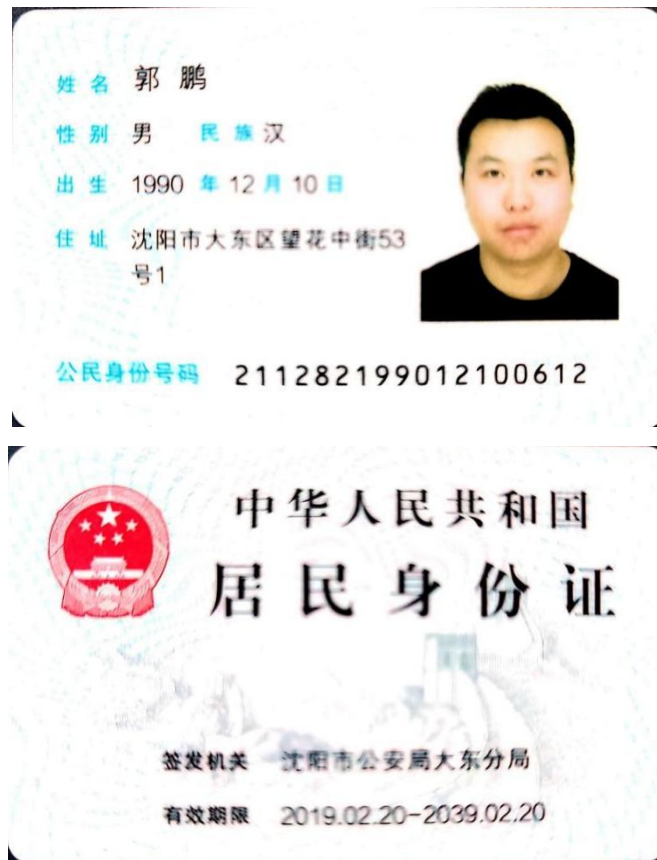 姓名 郭鹏
性别 男 民族 汉
出生 1990 年 12 月 10 日
住址 沈阳市大东区望花中街53
号1
公民身份号码 211282199012100612
中华人民共和国
居民身份证
签发机关 沈阳市公安局大东分局
有效期限 2019.02.20-2039.02.20